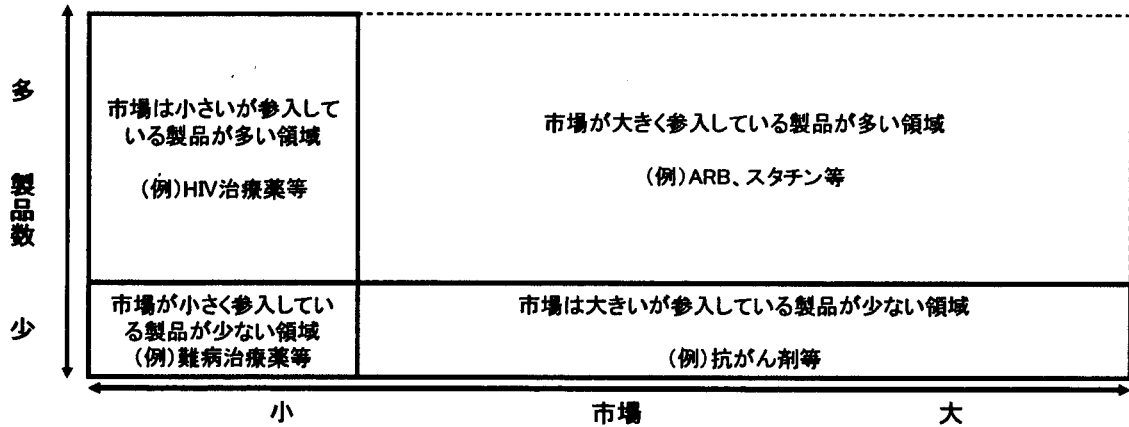 多
製品数
少
市場は小さいが参入して
いる製品が多い領域
(例)HIV治療薬等
市場が大きく参入している製品が多い領域
(例)ARB、スタチン等
市場が小さく参入してい
る製品が少ない領域
(例)難病治療薬等
市場は大きいが参入している製品が少ない領域
(例)抗がん剤等
小
市場
大